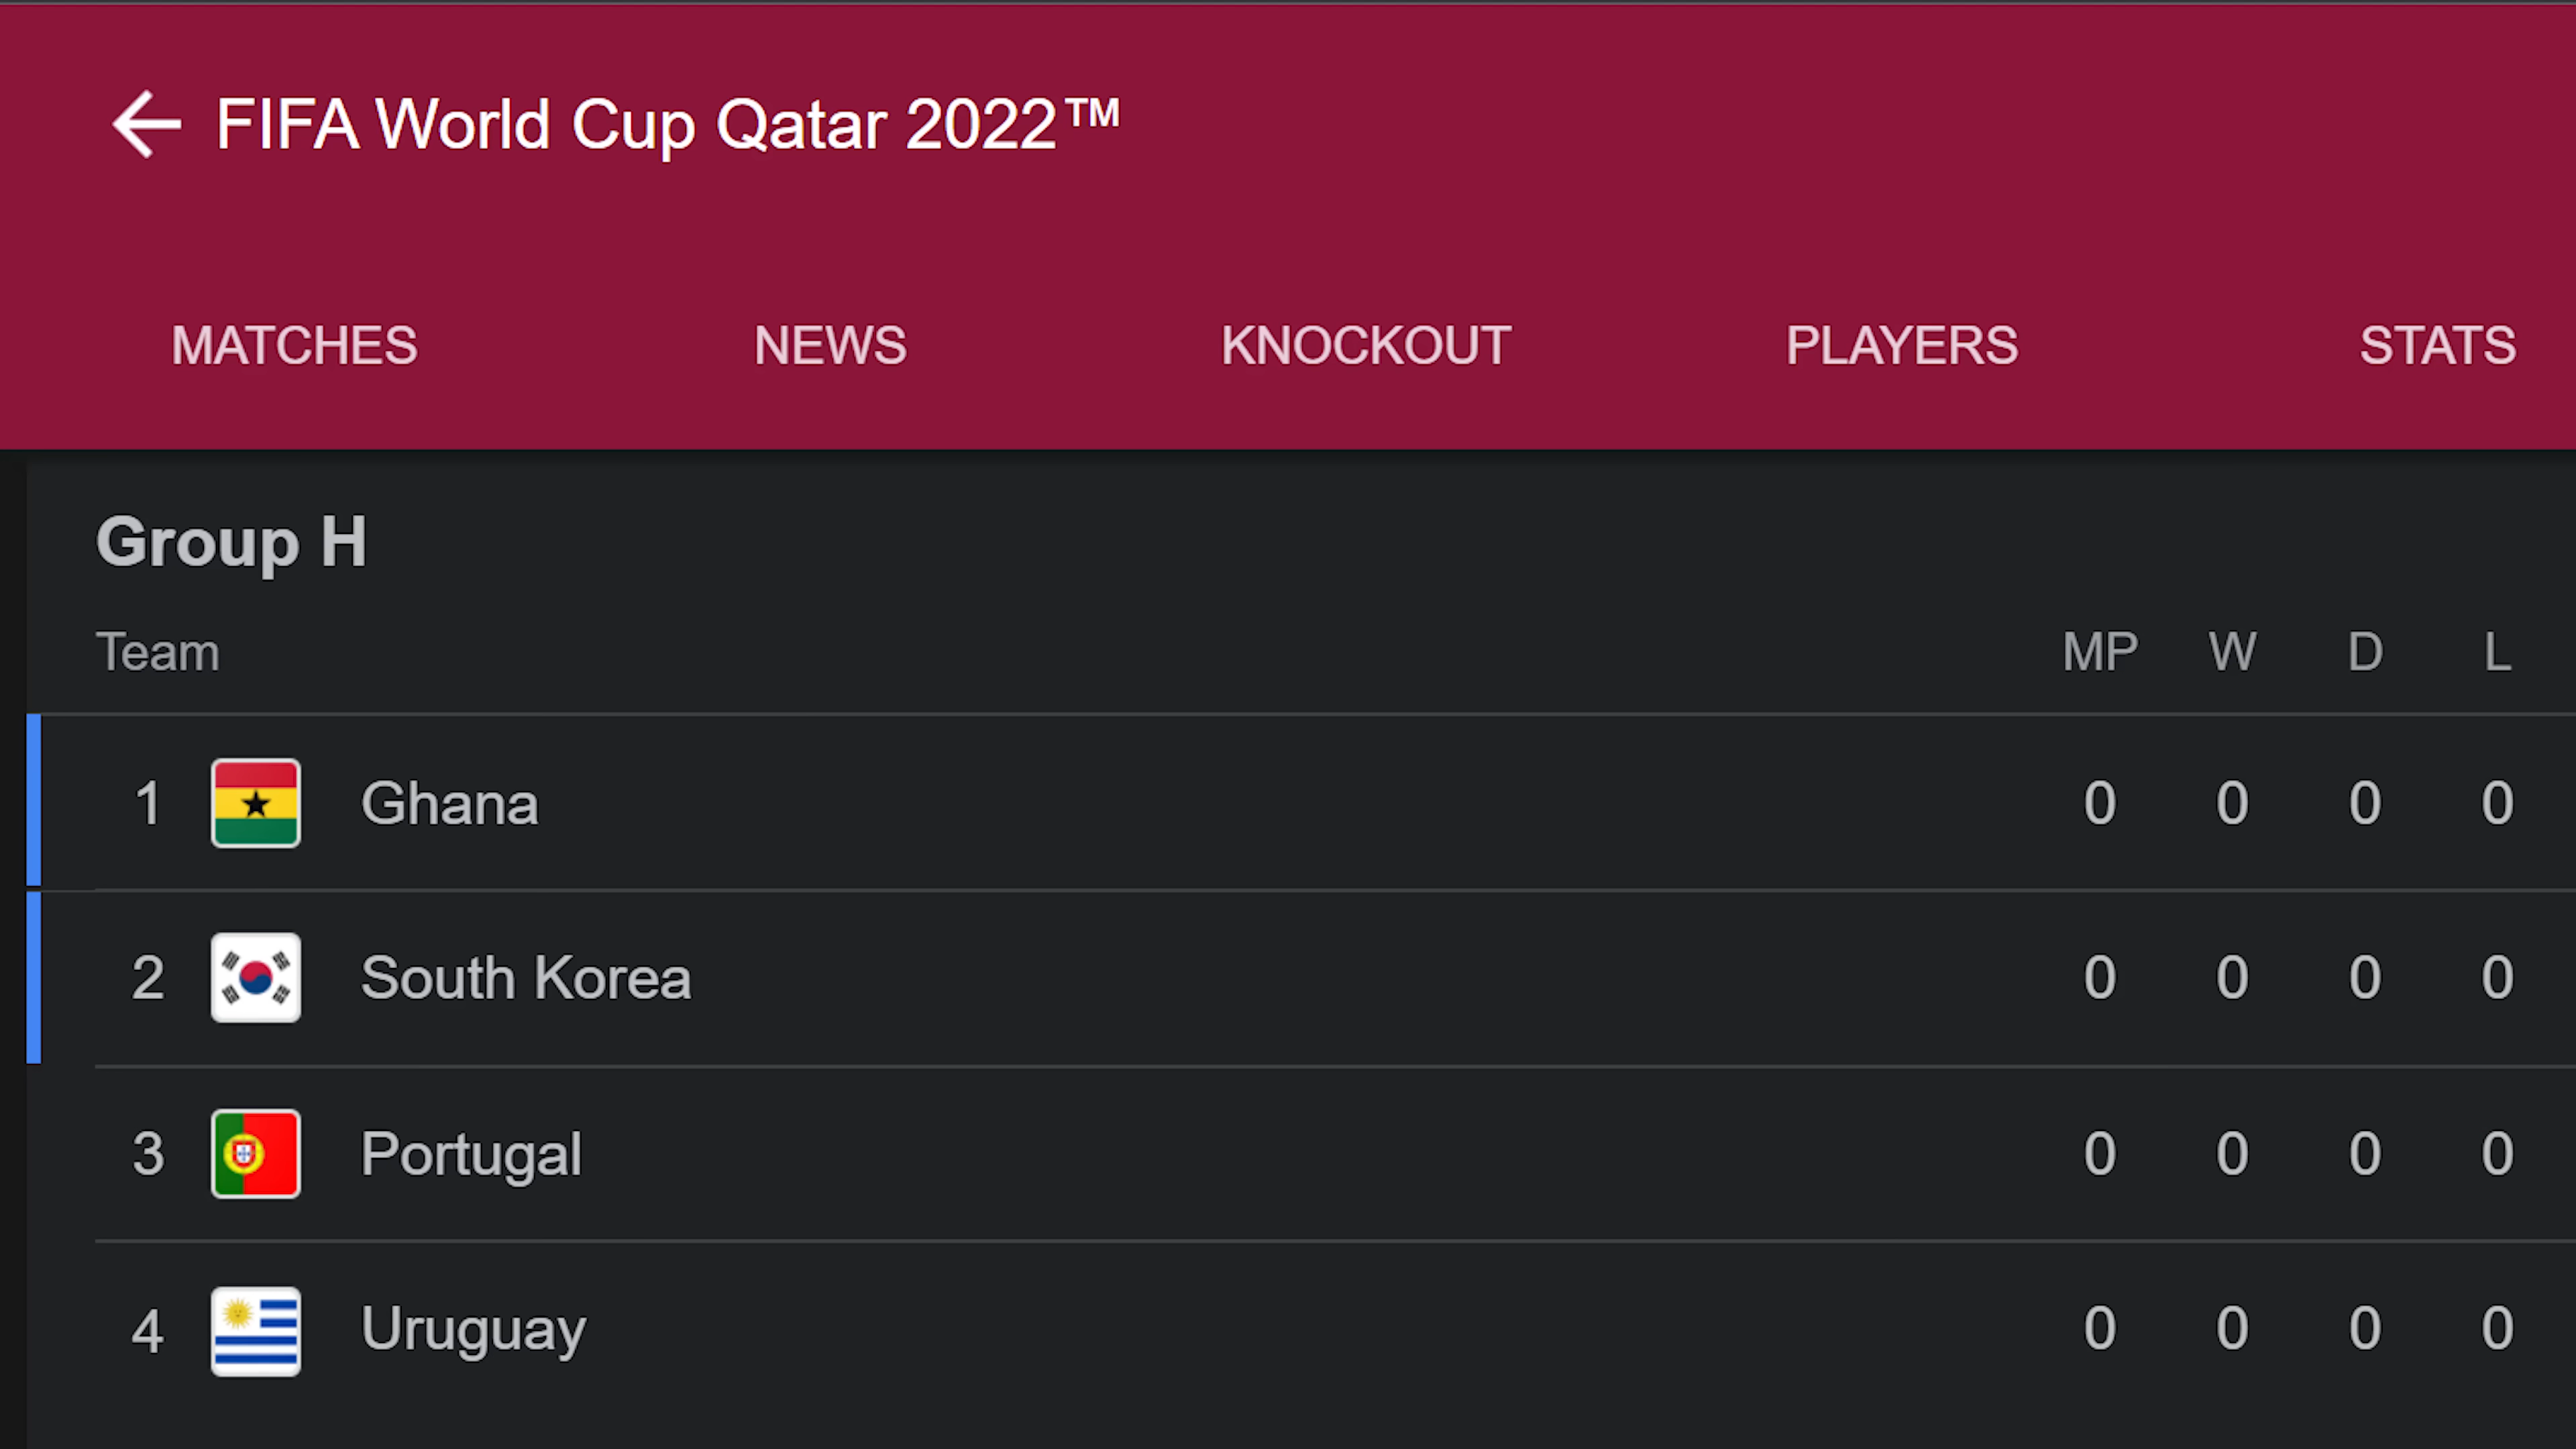 FIFA World Cup Qatar 2022™
MATCHES NEWS KNOCKOUT PLAYERS STATS
Group H
Team MP W D L
1 Ghana 0 0 0 0
2 South Korea 0 0 0 0
3 Portugal 0 0 0 0
4 Uruguay 0 0 0 0